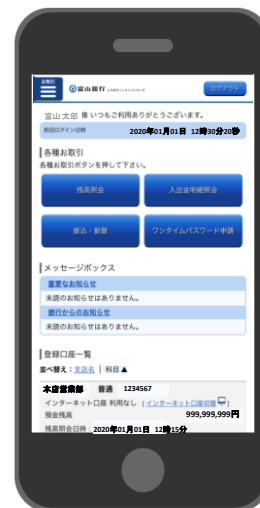 お取引
富山銀行
ログアウト
富山 太郎 様 いつもご利用ありがとうございます。
前回ログイン日時 2020年01月01日 12時30分20秒
各種お取引
各種お取引ボタンを押して下さい。
残高照会 入出金明細照会
振込・振替 ワンタイムパスワード申請
メッセージボックス
重要なお知らせ
未読のお知らせはありません。
銀行からのお知らせ
未読のお知らせはありません。
登録口座一覧
並べ替え:支店名 | 科目▲
本店営業部 普通 1234567
インターネット口座 利用なし [インターネット口座切替]
預金残高 999,999,999円
残高照会日時:2020年01月01日 12時15分